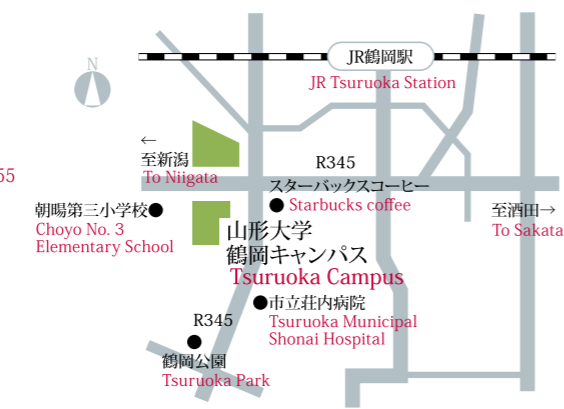 N
JR鶴岡駅
JR Tsuruoka Station
←
至新潟
To Niigata
55
R345
スターバックスコーヒー
Starbucks coffee
朝暘第三小学校
Choyo No. 3
Elementary School
至酒田→
To Sakata
山形大学
鶴岡キャンパス
Tsuruoka Campus
市立荘内病院
Tsuruoka Municipal
Shonai Hospital
R345
鶴岡公園
Tsuruoka Park